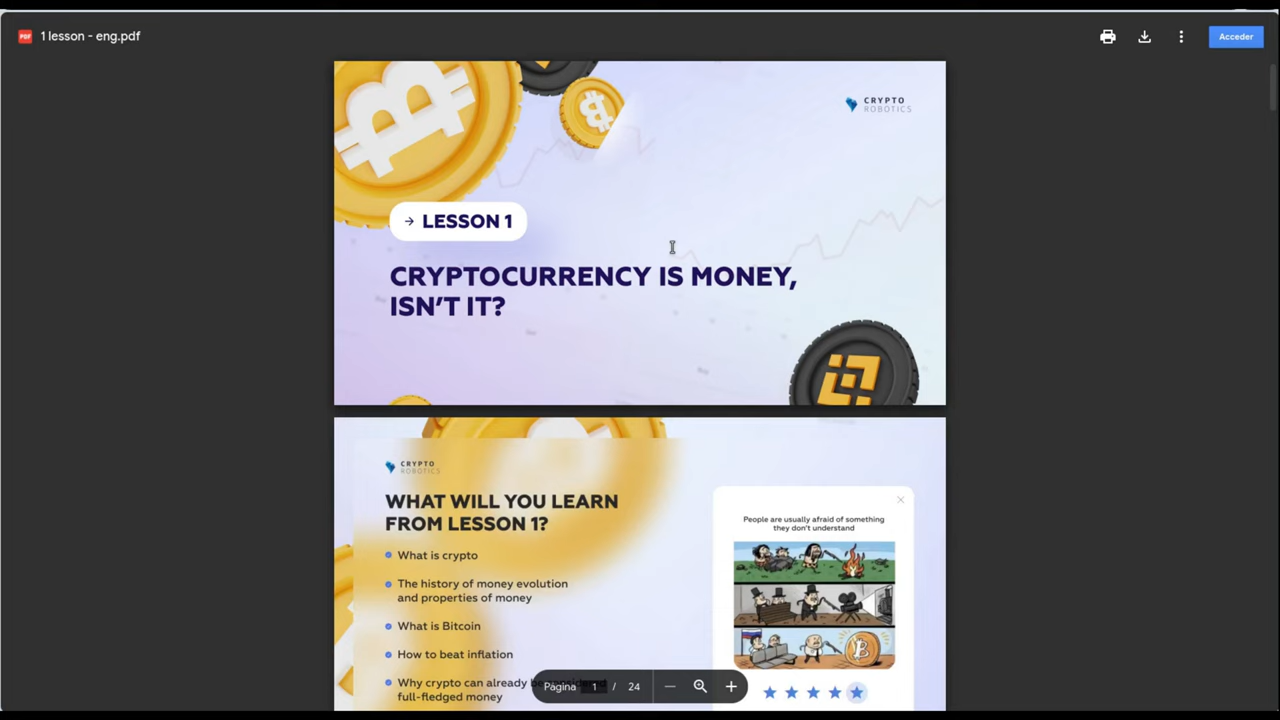 PDF
1 lesson - eng.pdf
Acceder
CRYPTO
ROBOTICS
→ LESSON 1
CRYPTOCURRENCY IS MONEY,
ISN'T IT?
CRYPTO
ROBOTICS
WHAT WILL YOU LEARN
FROM LESSON 1?
What is crypto
The history of money evolution
and properties of money
What is Bitcoin
How to beat inflation
Why crypto can already be
full-fledged money
People are usually afraid of something
they don't understand
Página 1 / 24